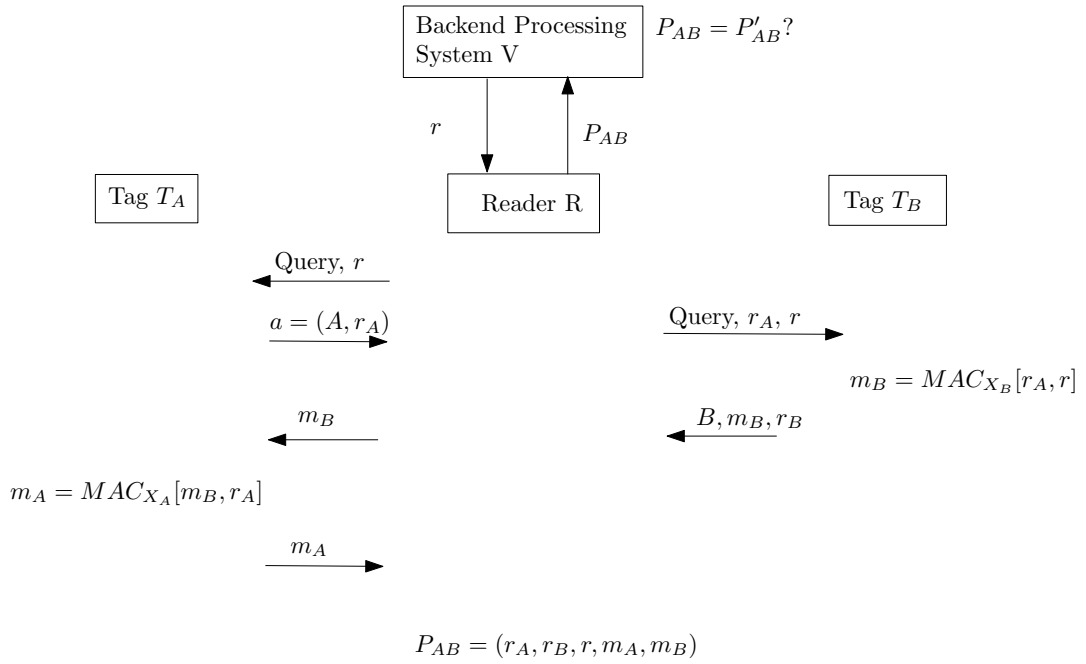 Backend Processing
System V
$P_{AB} = P'_{AB}$?
$r$
$P_{AB}$
Tag $T_A$
Reader R
Tag $T_B$
Query, $r$
$a = (A, r_A)$
Query, $r_A$, $r$
$m_B = MAC_{X_B}[r_A, r]$
$m_B$
$B, m_B, r_B$
$m_A = MAC_{X_A}[m_B, r_A]$
$m_A$
$P_{AB} = (r_A, r_B, r, m_A, m_B)$